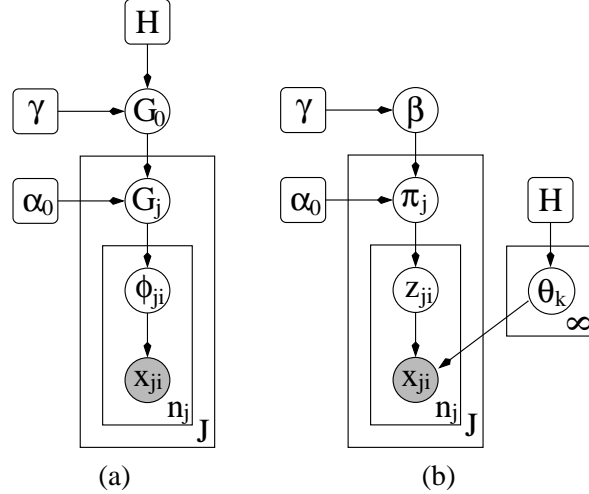 H
γ G₀
α₀ Gⱼ
ϕⱼᵢ
xⱼᵢ
nⱼ
J
(a)
γ β
α₀ πⱼ H
zⱼᵢ θₖ
∞
xⱼᵢ
nⱼ
J
(b)